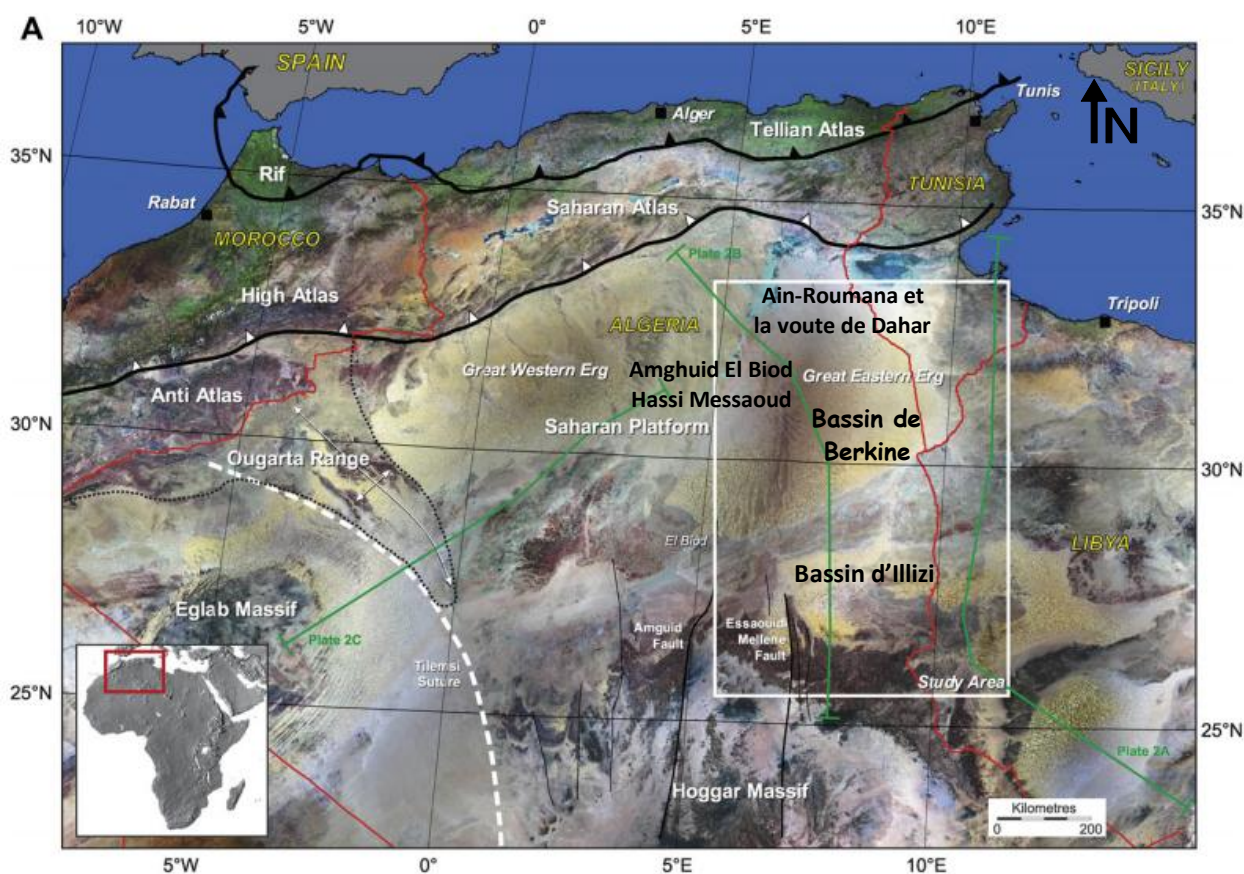 A
10°W 5°W 0° 5°E 10°E
SPAIN
SICILY
(ITALY)
N
Tunis
Alger
Tellian Atlas
35°N
Rif
TUNISIA
Rabat
Saharan Atlas
35°N
MOROCCO
Plate 2B
High Atlas
Ain-Roumana et
la voute de Dahar
Tripoli
ALGERIA
Great Western Erg
Amghuid El Biod
Hassi Messaoud
Great Eastern Erg
Anti Atlas
30°N
Saharan Platform
Bassin de
Berkine
Ougarta Range
30°N
El Biod
LIBYA
Bassin d'Illizi
Eglab Massif
Plate 2C
Amguid
Fault
Essaouidi
Mellene
Fault
Tilemsi
Suture
Study Area
25°N
25°N
Plate 2A
Hoggar Massif
Kilometres
0 200
5°W 0° 5°E 10°E